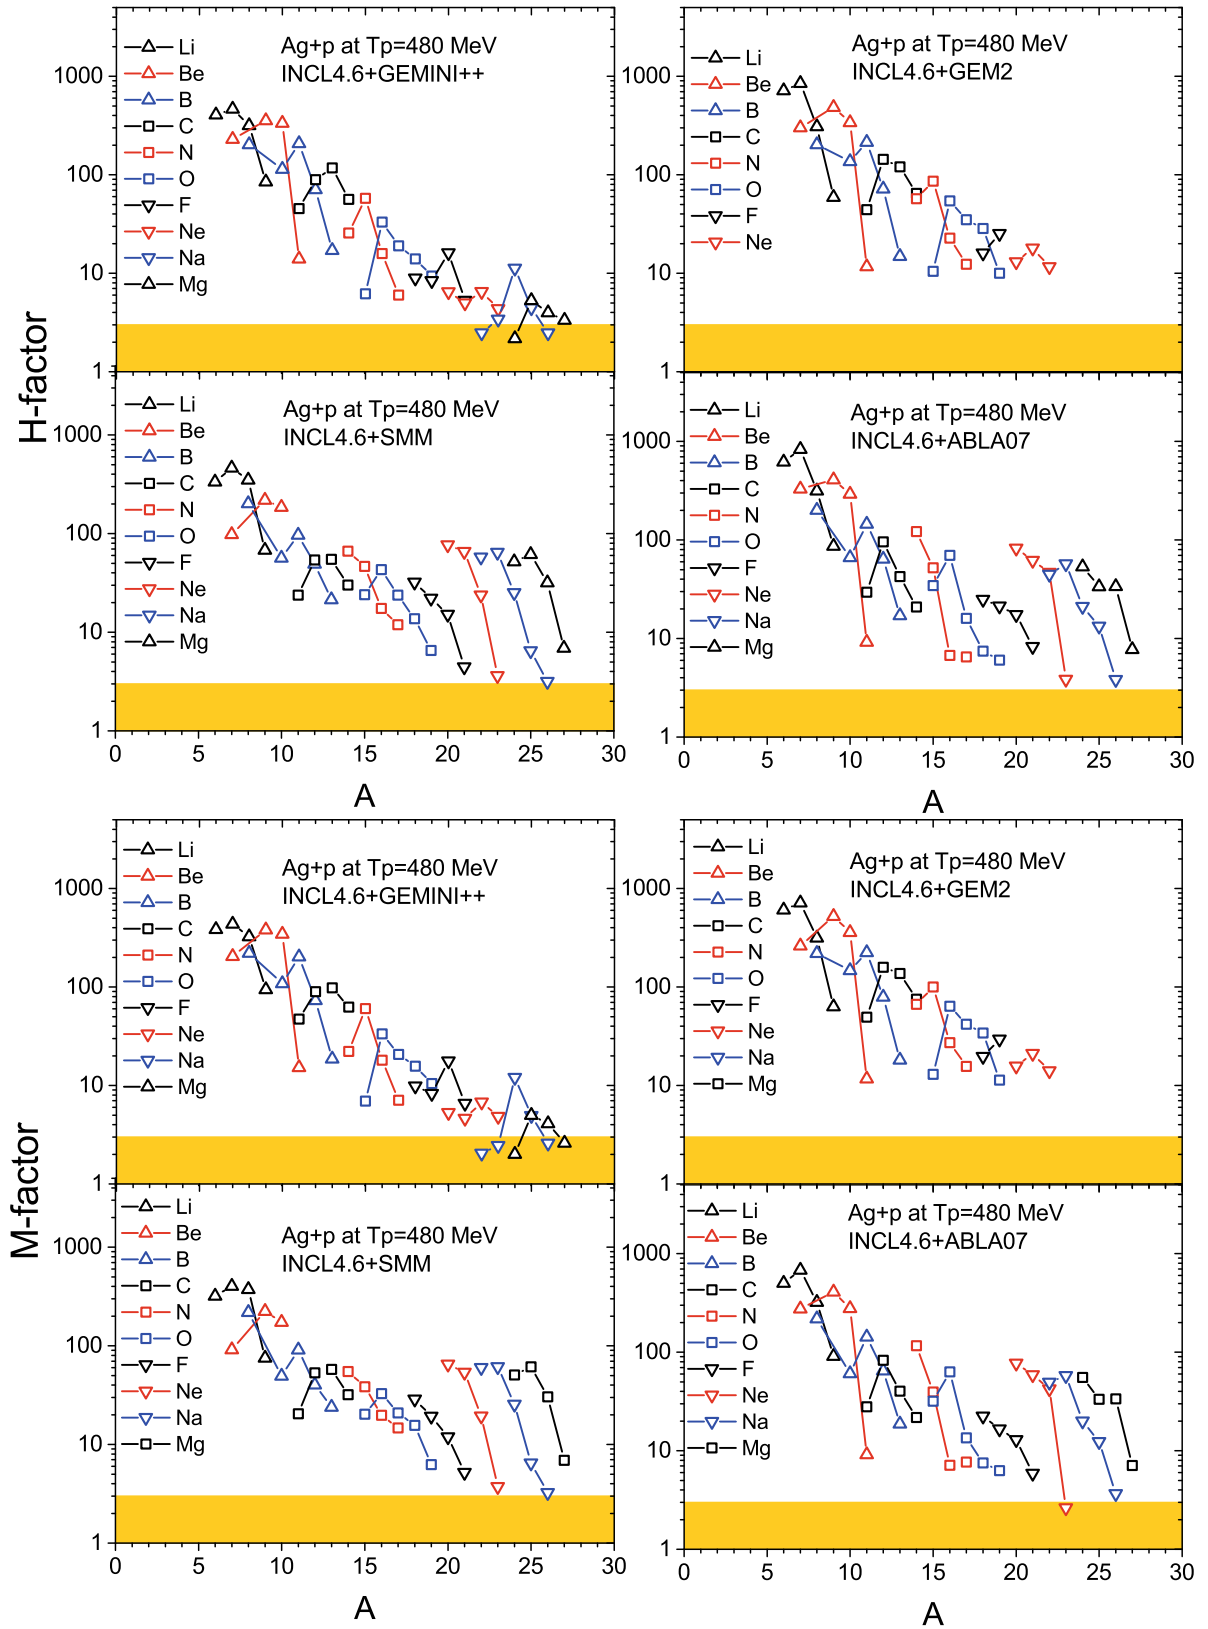 H-factor
1000
100
10
1
Li
Be
B
C
N
O
F
Ne
Na
Mg
Ag+p at Tp=480 MeV
INCL4.6+GEMINI++
1000
100
10
1
Li
Be
B
C
N
O
F
Ne
Ag+p at Tp=480 MeV
INCL4.6+GEM2
1000
100
10
1
Li
Be
B
C
N
O
F
Ne
Na
Mg
Ag+p at Tp=480 MeV
INCL4.6+SMM
0 5 10 15 20 25 30
A
1000
100
10
1
Li
Be
B
C
N
O
F
Ne
Na
Mg
Ag+p at Tp=480 MeV
INCL4.6+ABLA07
0 5 10 15 20 25 30
A
M-factor
1000
100
10
1
Li
Be
B
C
N
O
F
Ne
Na
Mg
Ag+p at Tp=480 MeV
INCL4.6+GEMINI++
1000
100
10
1
Li
Be
B
C
N
O
F
Ne
Na
Mg
Ag+p at Tp=480 MeV
INCL4.6+GEM2
1000
100
10
1
Li
Be
B
C
N
O
F
Ne
Na
Mg
Ag+p at Tp=480 MeV
INCL4.6+SMM
0 5 10 15 20 25 30
A
1000
100
10
1
Li
Be
B
C
N
O
F
Ne
Na
Mg
Ag+p at Tp=480 MeV
INCL4.6+ABLA07
0 5 10 15 20 25 30
A